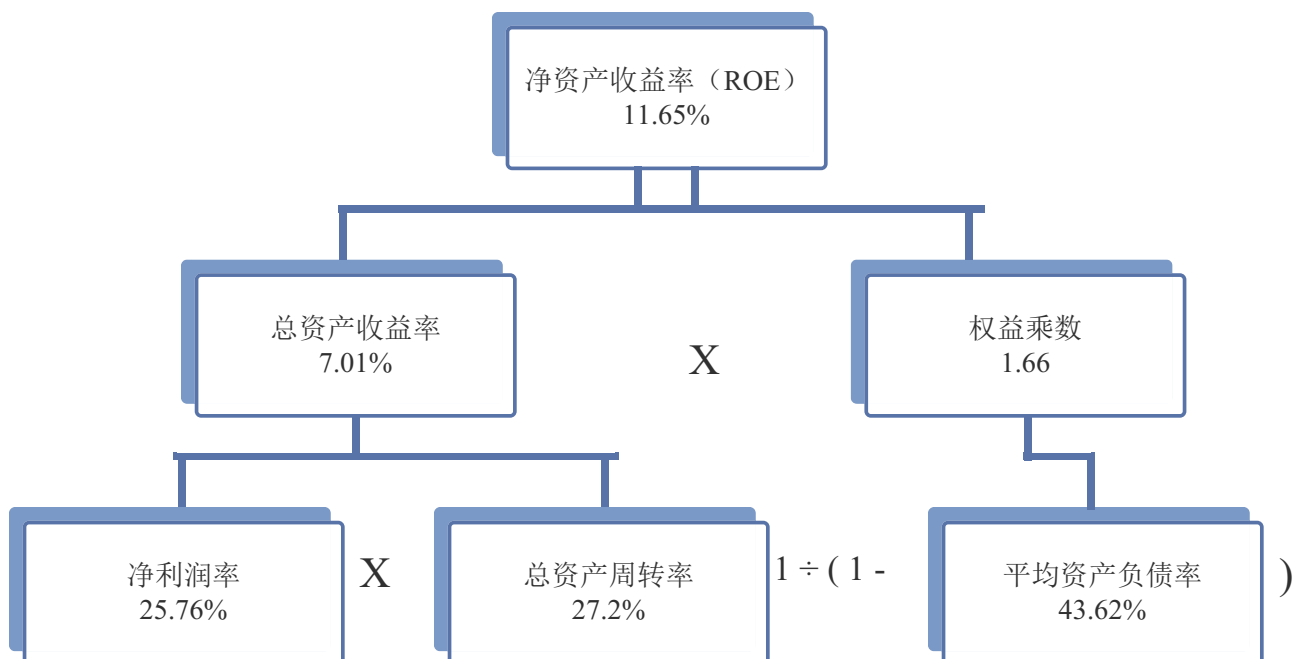 净资产收益率（ROE）
11.65%
总资产收益率
7.01%
X
权益乘数
1.66
净利润率
25.76%
X
总资产周转率
27.2%
1 ÷ ( 1 -
平均资产负债率
43.62%
)